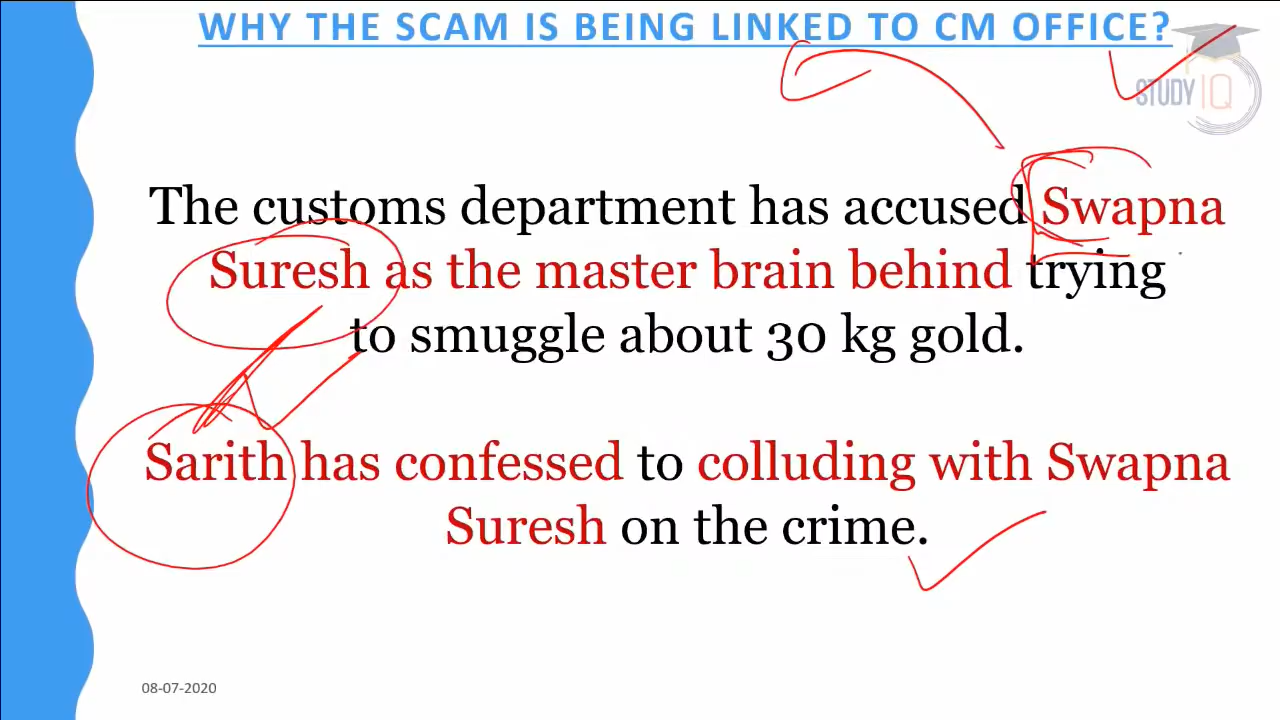 WHY THE SCAM IS BEING LINKED TO CM OFFICE?
STUDY IQ
The customs department has accused Swapna
Suresh as the master brain behind trying
to smuggle about 30 kg gold.
Sarith has confessed to colluding with Swapna
Suresh on the crime.
08-07-2020